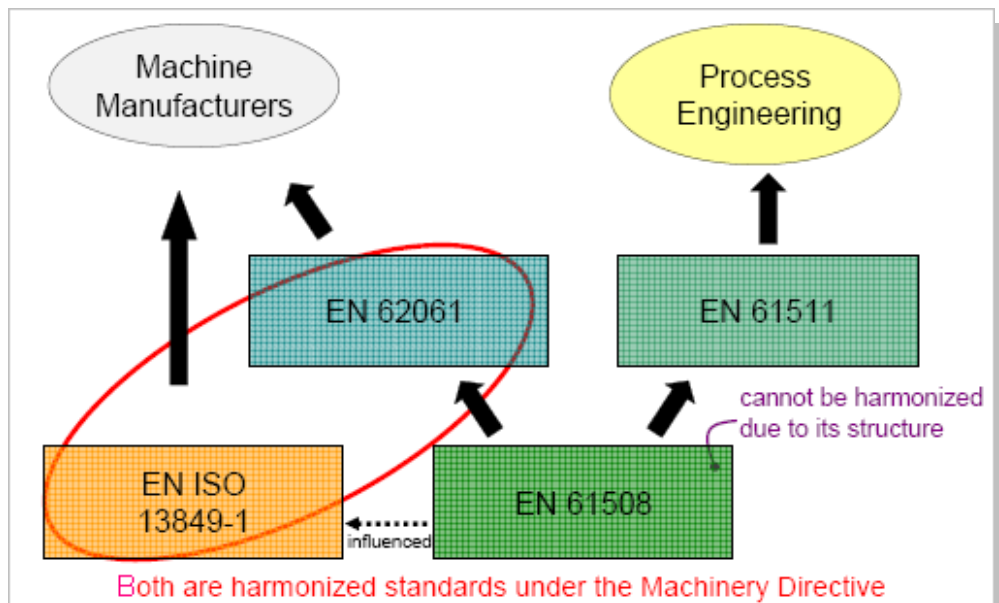 Machine
Manufacturers
Process
Engineering
EN 62061
EN 61511
cannot be harmonized
due to its structure
EN ISO
13849-1
EN 61508
influenced
Both are harmonized standards under the Machinery Directive